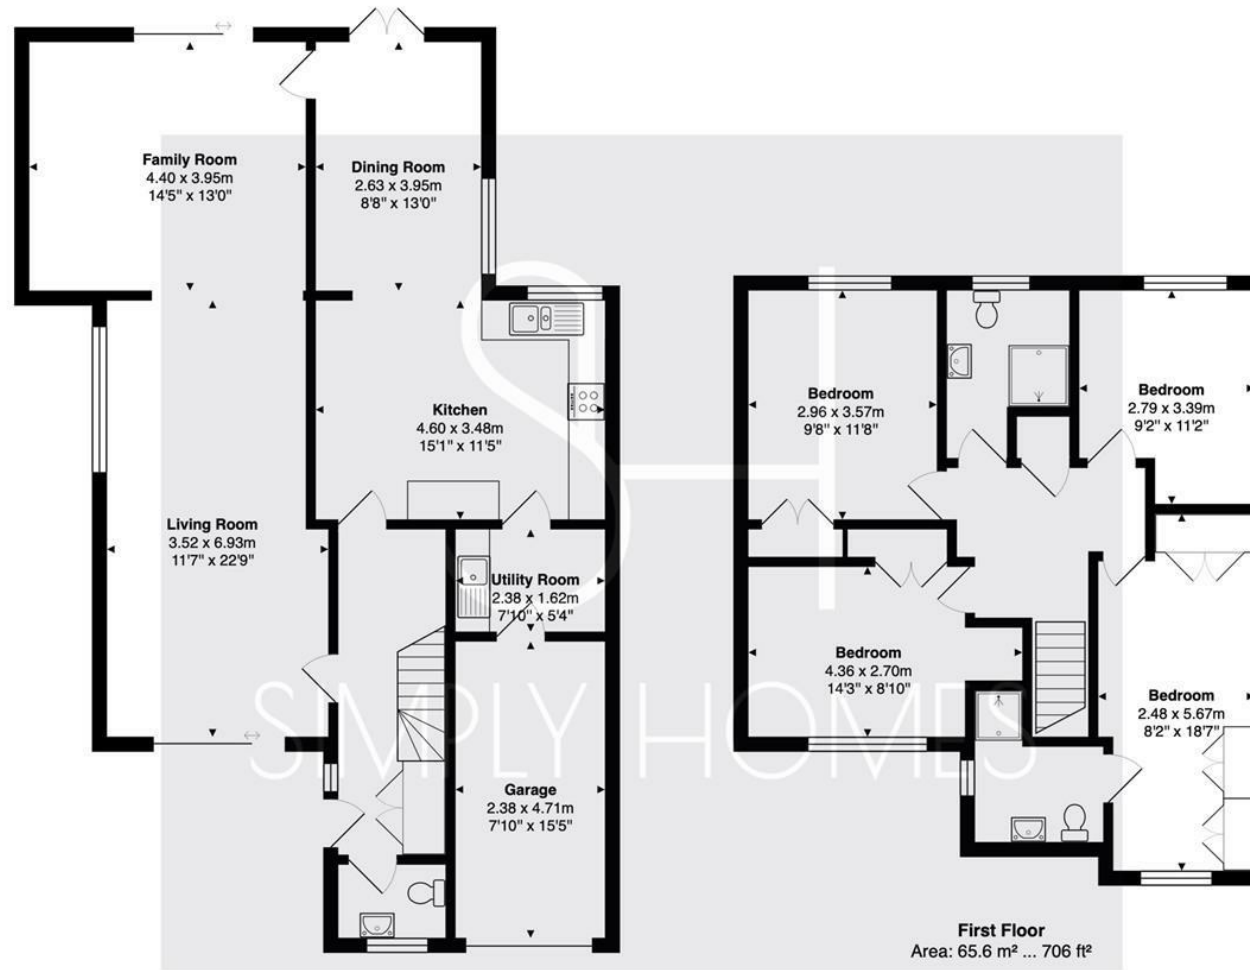 Family Room
4.40 x 3.95m
14'5" x 13'0"
Dining Room
2.63 x 3.95m
8'8" x 13'0"
Kitchen
4.60 x 3.48m
15'1" x 11'5"
Living Room
3.52 x 6.93m
11'7" x 22'9"
Utility Room
2.38 x 1.62m
7'10" x 5'4"
Garage
2.38 x 4.71m
7'10" x 15'5"
Bedroom
2.96 x 3.57m
9'8" x 11'8"
Bedroom
2.79 x 3.39m
9'2" x 11'2"
Bedroom
4.36 x 2.70m
14'3" x 8'10"
Bedroom
2.48 x 5.67m
8'2" x 18'7"
First Floor
Area: 65.6 m² ... 706 ft²
SH
SIMPLY HOMES